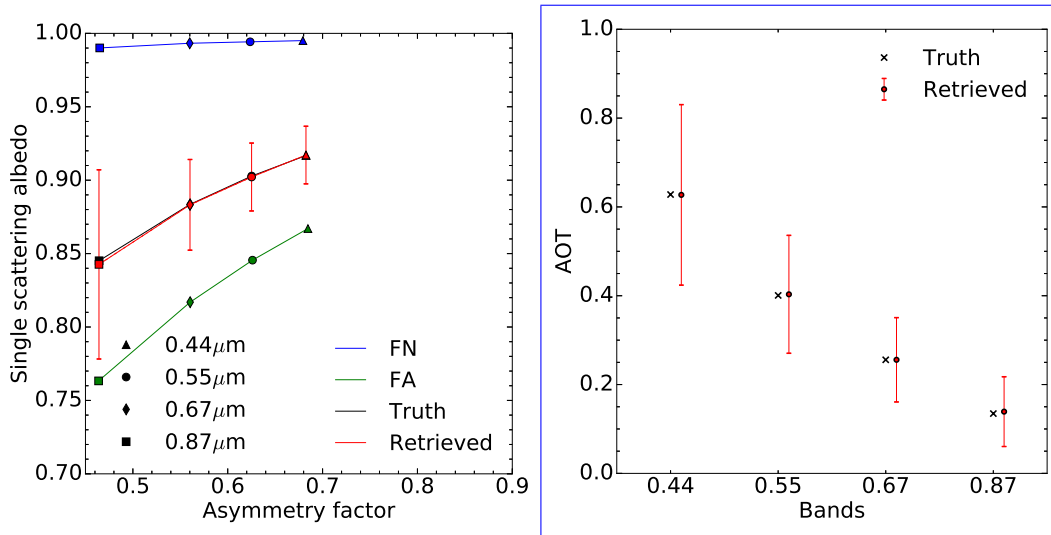 1.00
0.95
0.90
0.85
0.80
0.75
0.70
Single scattering albedo
0.44μm
0.55μm
0.67μm
0.87μm
FN
FA
Truth
Retrieved
0.5 0.6 0.7 0.8 0.9
Asymmetry factor
1.0
0.8
0.6
0.4
0.2
0.0
AOT
Truth
Retrieved
0.44 0.55 0.67 0.87
Bands